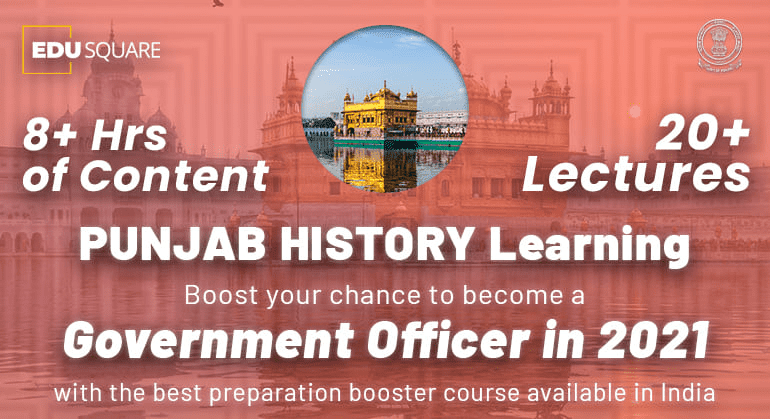 EDU SQUARE
8+ Hrs
of Content
20+
Lectures
PUNJAB HISTORY Learning
Boost your chance to become a
Government Officer in 2021
with the best preparation booster course available in India